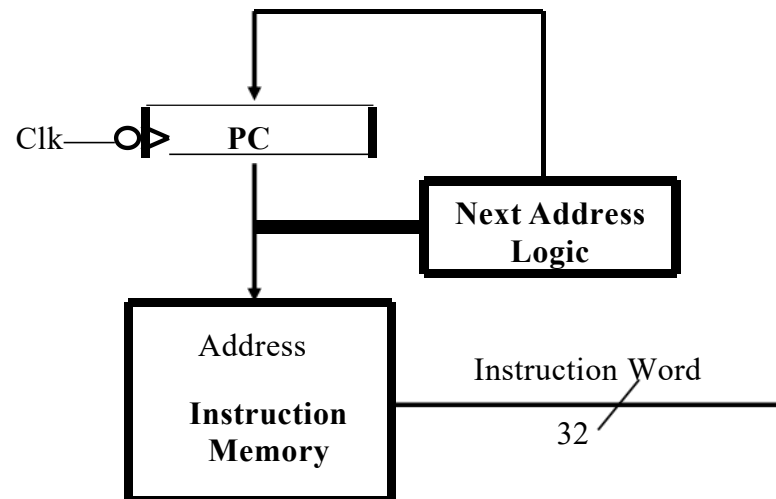 Clk
PC
Next Address
Logic
Address
Instruction Word
32
Instruction
Memory